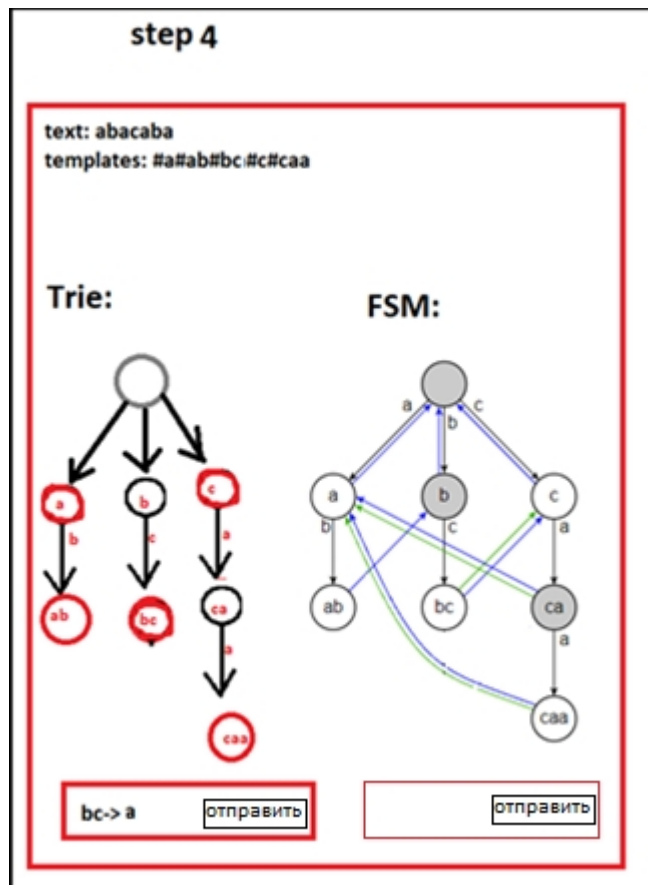 step 4
text: abacaba
templates: #a#ab#bc#c#caa
Trie:
FSM:
a c
b
a b c
b c a
a b c
b c a
ab bc ca
ab bc ca
a a
caa
caa
bc-> a отправить
отправить